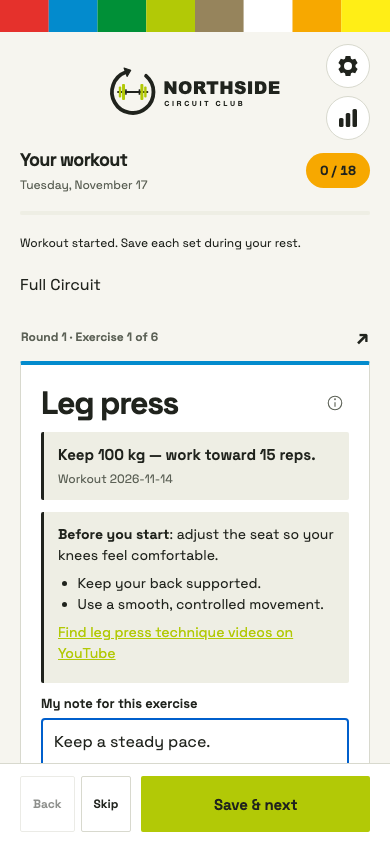 NORTHSIDE
CIRCUIT CLUB
Your workout
Tuesday, November 17
0 / 18
Workout started. Save each set during your rest.
Full Circuit
Round 1 · Exercise 1 of 6
Leg press
Keep 100 kg — work toward 15 reps.
Workout 2026-11-14
Before you start: adjust the seat so your
knees feel comfortable.
• Keep your back supported.
• Use a smooth, controlled movement.
Find leg press technique videos on
YouTube
My note for this exercise
Keep a steady pace.
Back
Skip
Save & next